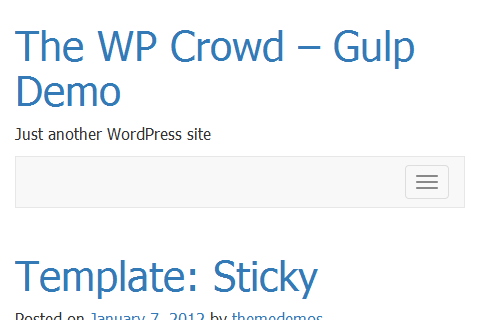 The WP Crowd – Gulp
Demo
Just another WordPress site
Template: Sticky
Posted on January 7, 2012 by themedemos